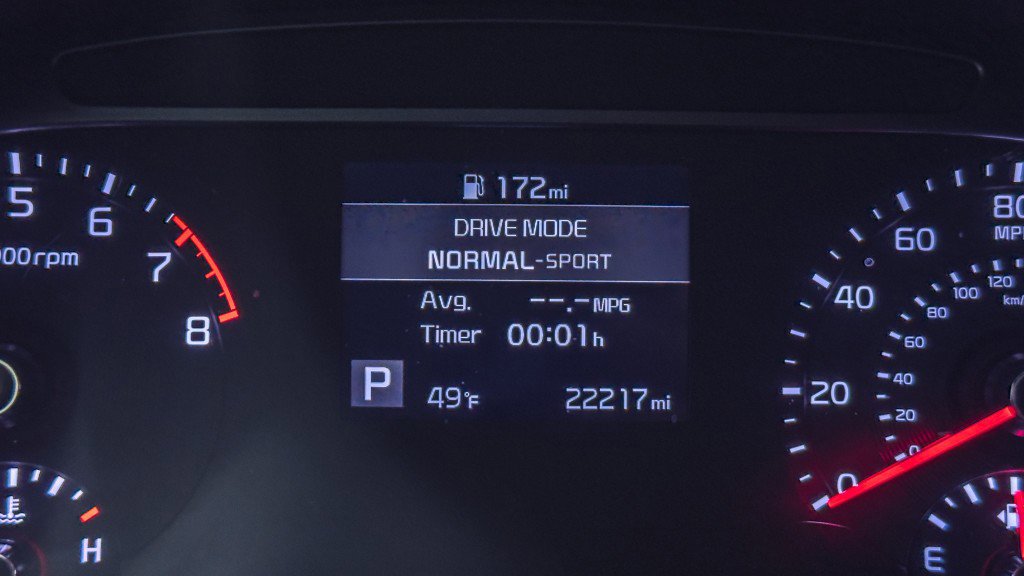 172mi
DRIVE MODE
NORMAL-SPORT
Avg. --.-MPG
Timer 00:01h
P
49°F 22217mi
5
6
7
8
000rpm
H
0
20
40
60
80
MPH
0
20
40
60
80
100
120
km/
E